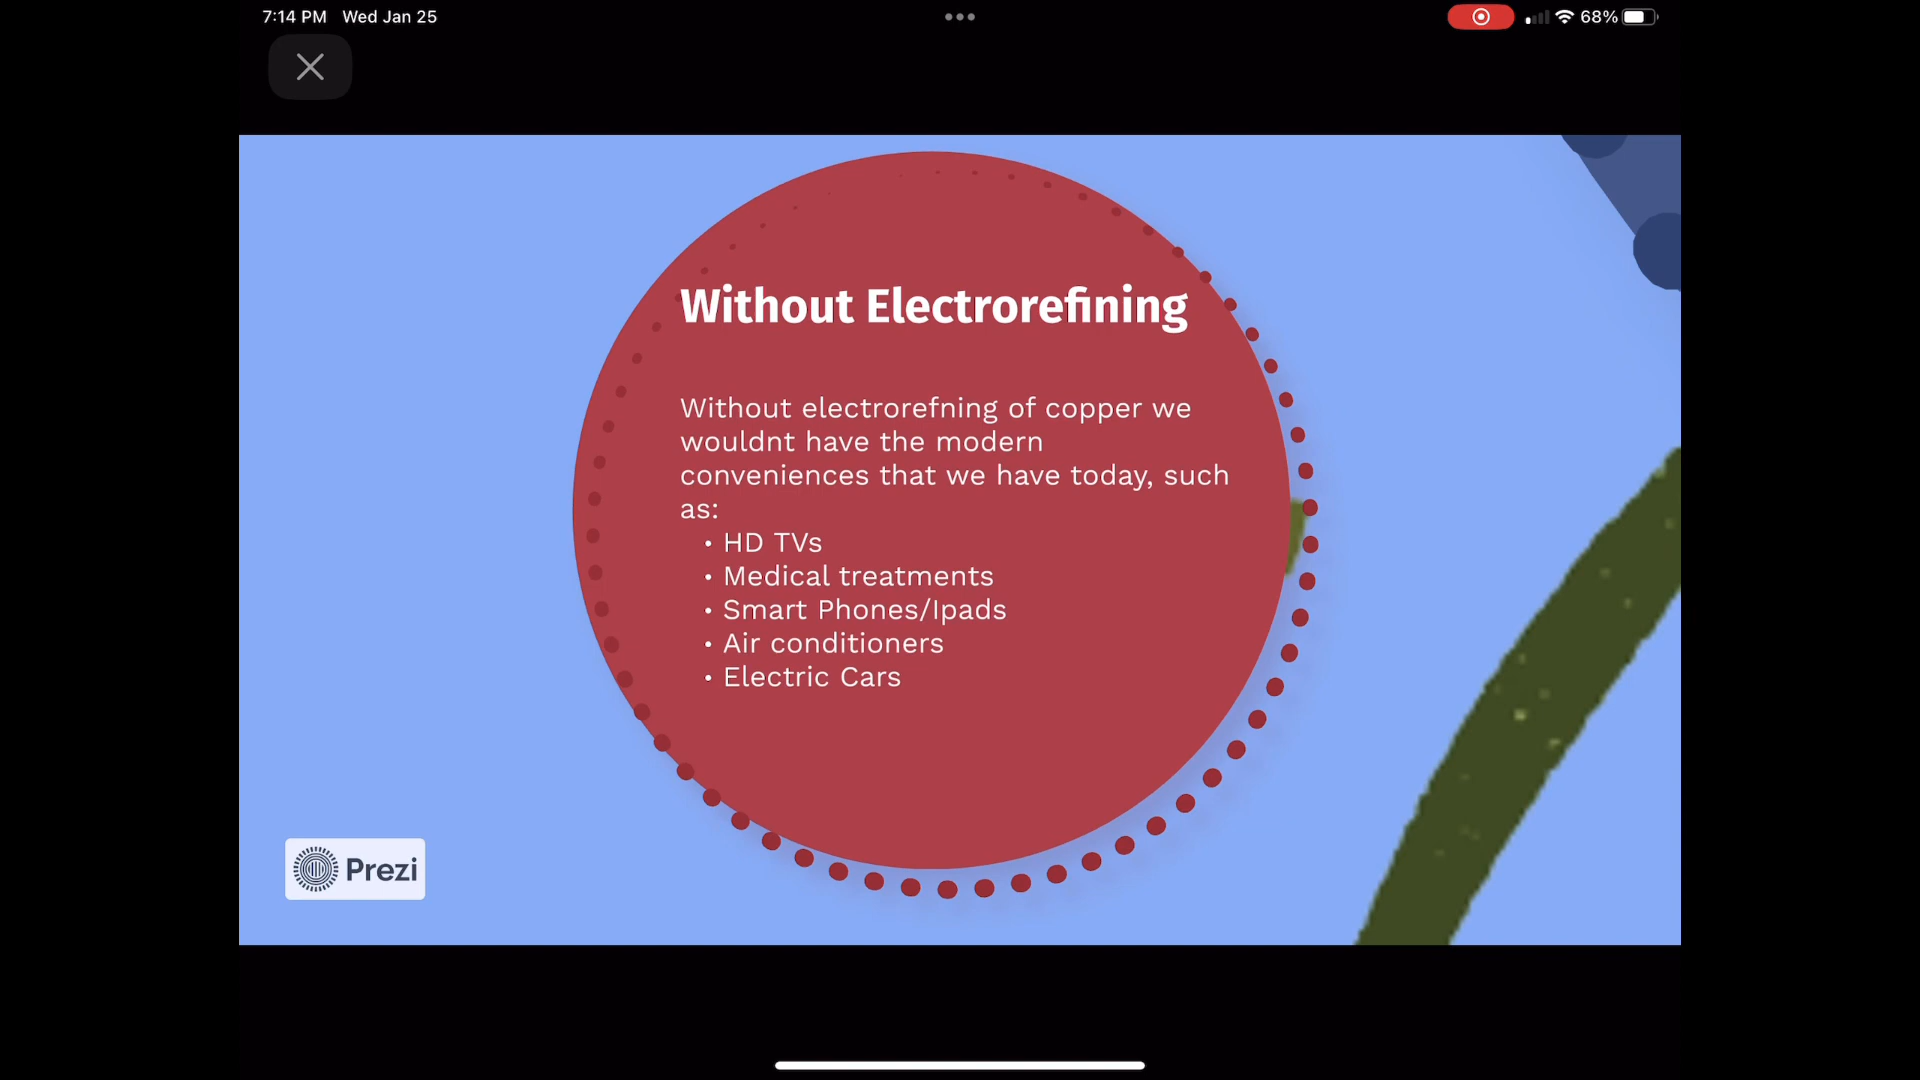 7:14 PM Wed Jan 25
68%
Without Electrorefining
Without electrorefning of copper we
wouldnt have the modern
conveniences that we have today, such
as:
• HD TVs
• Medical treatments
• Smart Phones/Ipads
• Air conditioners
• Electric Cars
Prezi